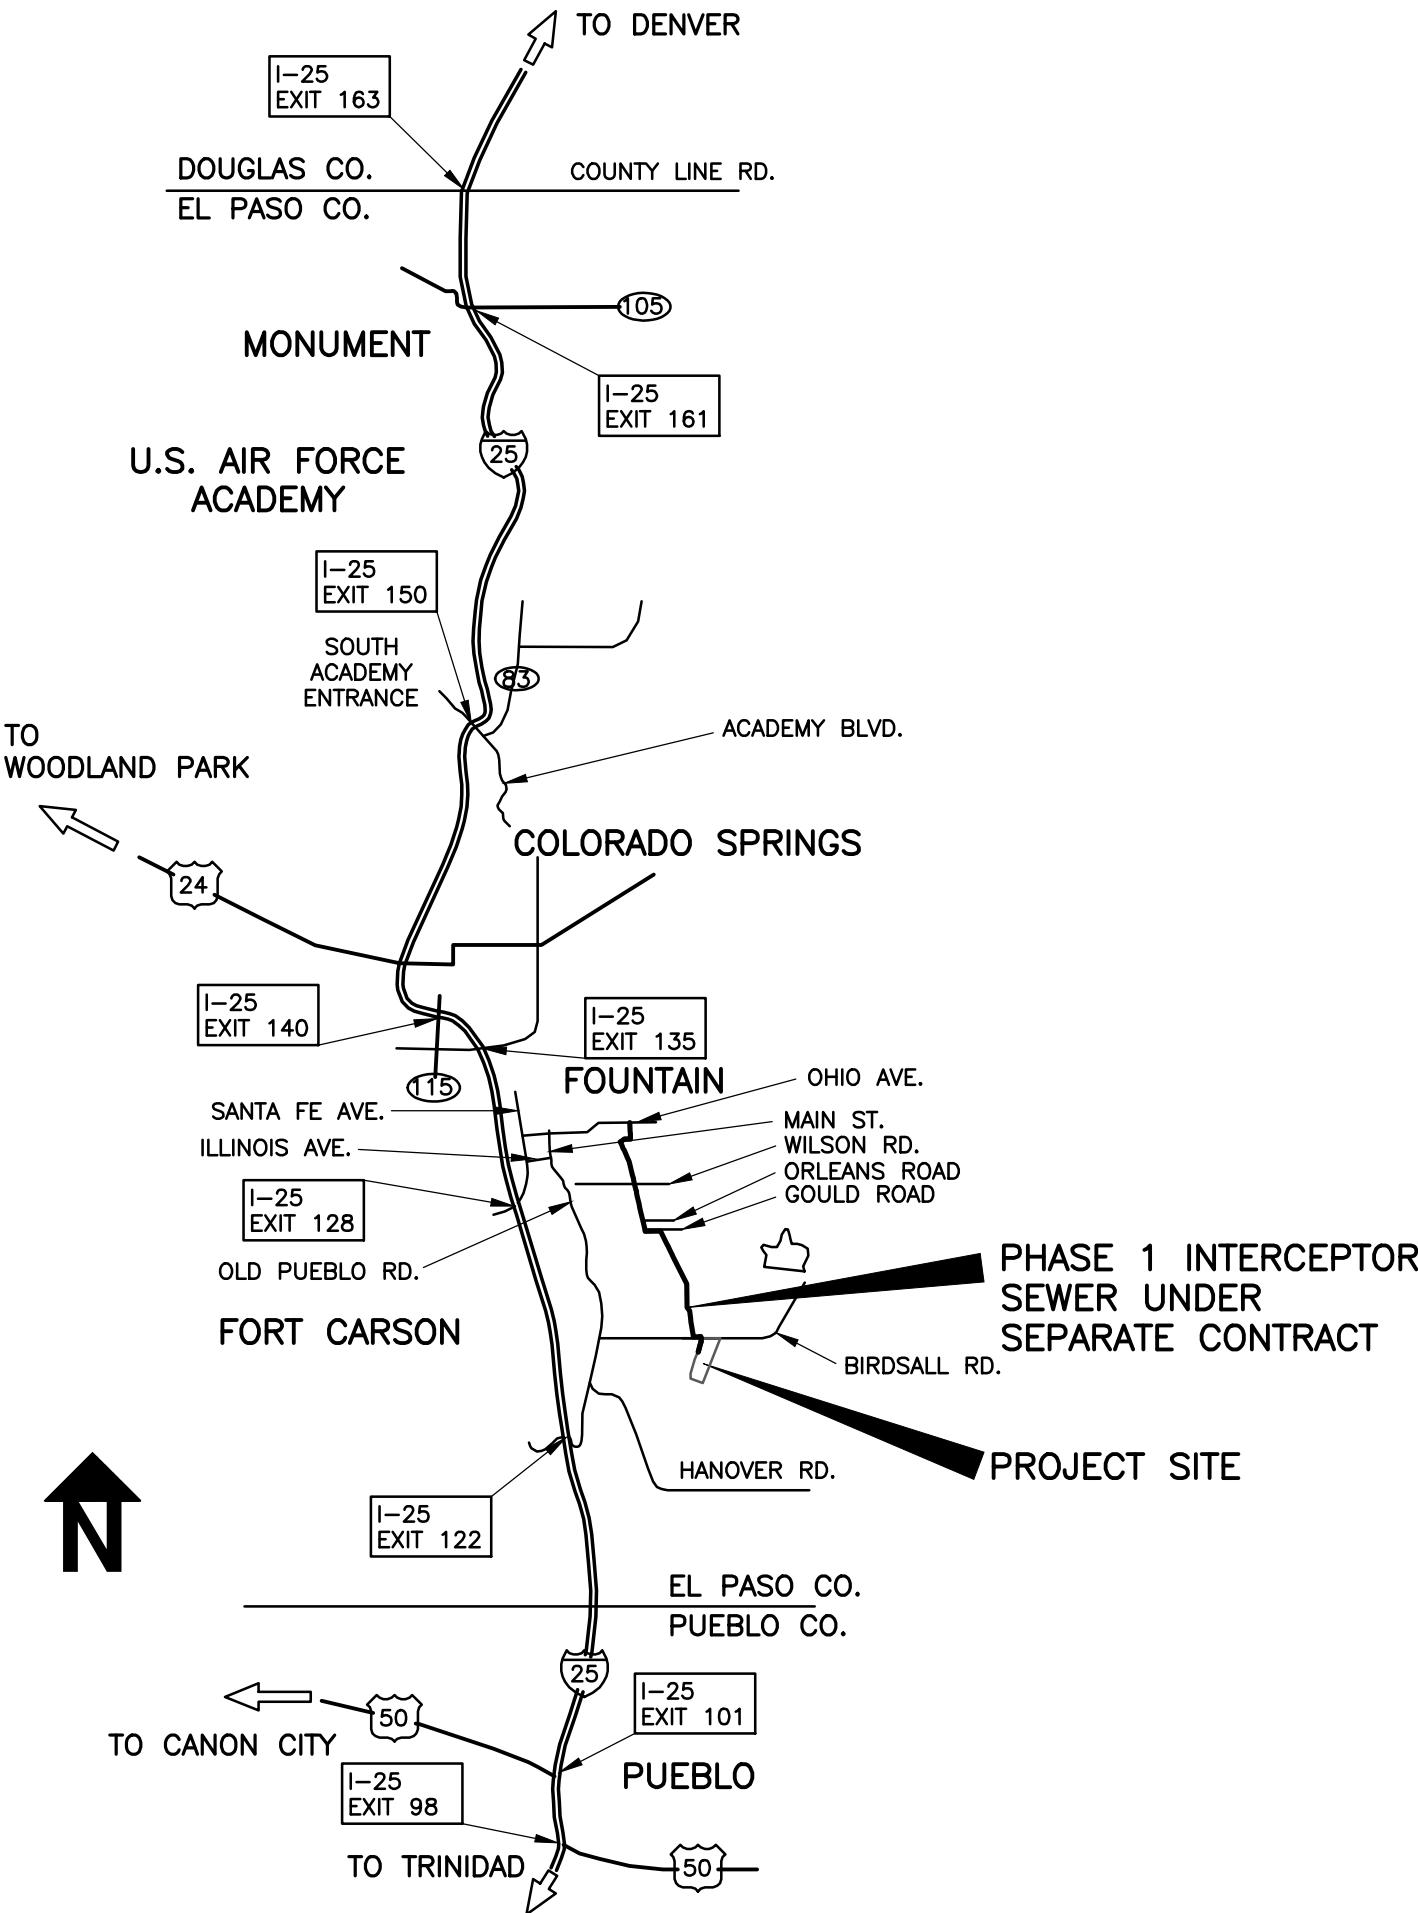 TO DENVER
I-25
EXIT 163
DOUGLAS CO.
COUNTY LINE RD.
EL PASO CO.
105
MONUMENT
I-25
EXIT 161
25
U.S. AIR FORCE
ACADEMY
I-25
EXIT 150
SOUTH
ACADEMY
ENTRANCE
83
ACADEMY BLVD.
TO
WOODLAND PARK
COLORADO SPRINGS
24
I-25
EXIT 140
I-25
EXIT 135
115
FOUNTAIN
OHIO AVE.
SANTA FE AVE.
MAIN ST.
ILLINOIS AVE.
WILSON RD.
ORLEANS ROAD
GOULD ROAD
I-25
EXIT 128
OLD PUEBLO RD.
PHASE 1 INTERCEPTOR
SEWER UNDER
SEPARATE CONTRACT
FORT CARSON
BIRDSALL RD.
PROJECT SITE
HANOVER RD.
N
I-25
EXIT 122
EL PASO CO.
PUEBLO CO.
25
I-25
EXIT 101
50
TO CANON CITY
PUEBLO
I-25
EXIT 98
TO TRINIDAD
50